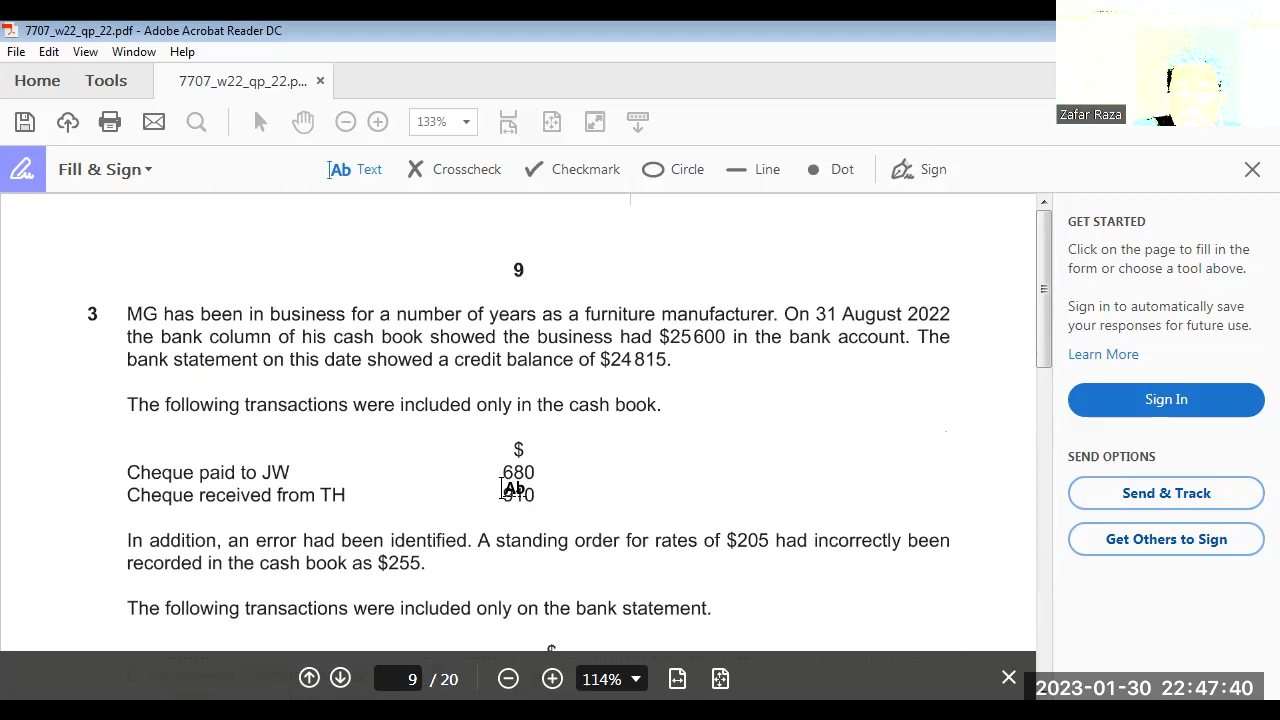 7707_w22_qp_22.pdf - Adobe Acrobat Reader DC
File Edit View Window Help
Home Tools 7707_w22_qp_22.p... ×
133%
Zafar Raza
Fill & Sign Ab Text Crosscheck Checkmark Circle Line Dot Sign
9
3 MG has been in business for a number of years as a furniture manufacturer. On 31 August 2022
the bank column of his cash book showed the business had $25 600 in the bank account. The
bank statement on this date showed a credit balance of $24 815.
The following transactions were included only in the cash book.
$
Cheque paid to JW 680
Cheque received from TH
Ab
In addition, an error had been identified. A standing order for rates of $205 had incorrectly been
recorded in the cash book as $255.
The following transactions were included only on the bank statement.
$
GET STARTED
Click on the page to fill in the
form or choose a tool above.
Sign in to automatically save
your responses for future use.
Learn More
Sign In
SEND OPTIONS
Send & Track
Get Others to Sign
9 / 20 114%
2023-01-30 22:47:40